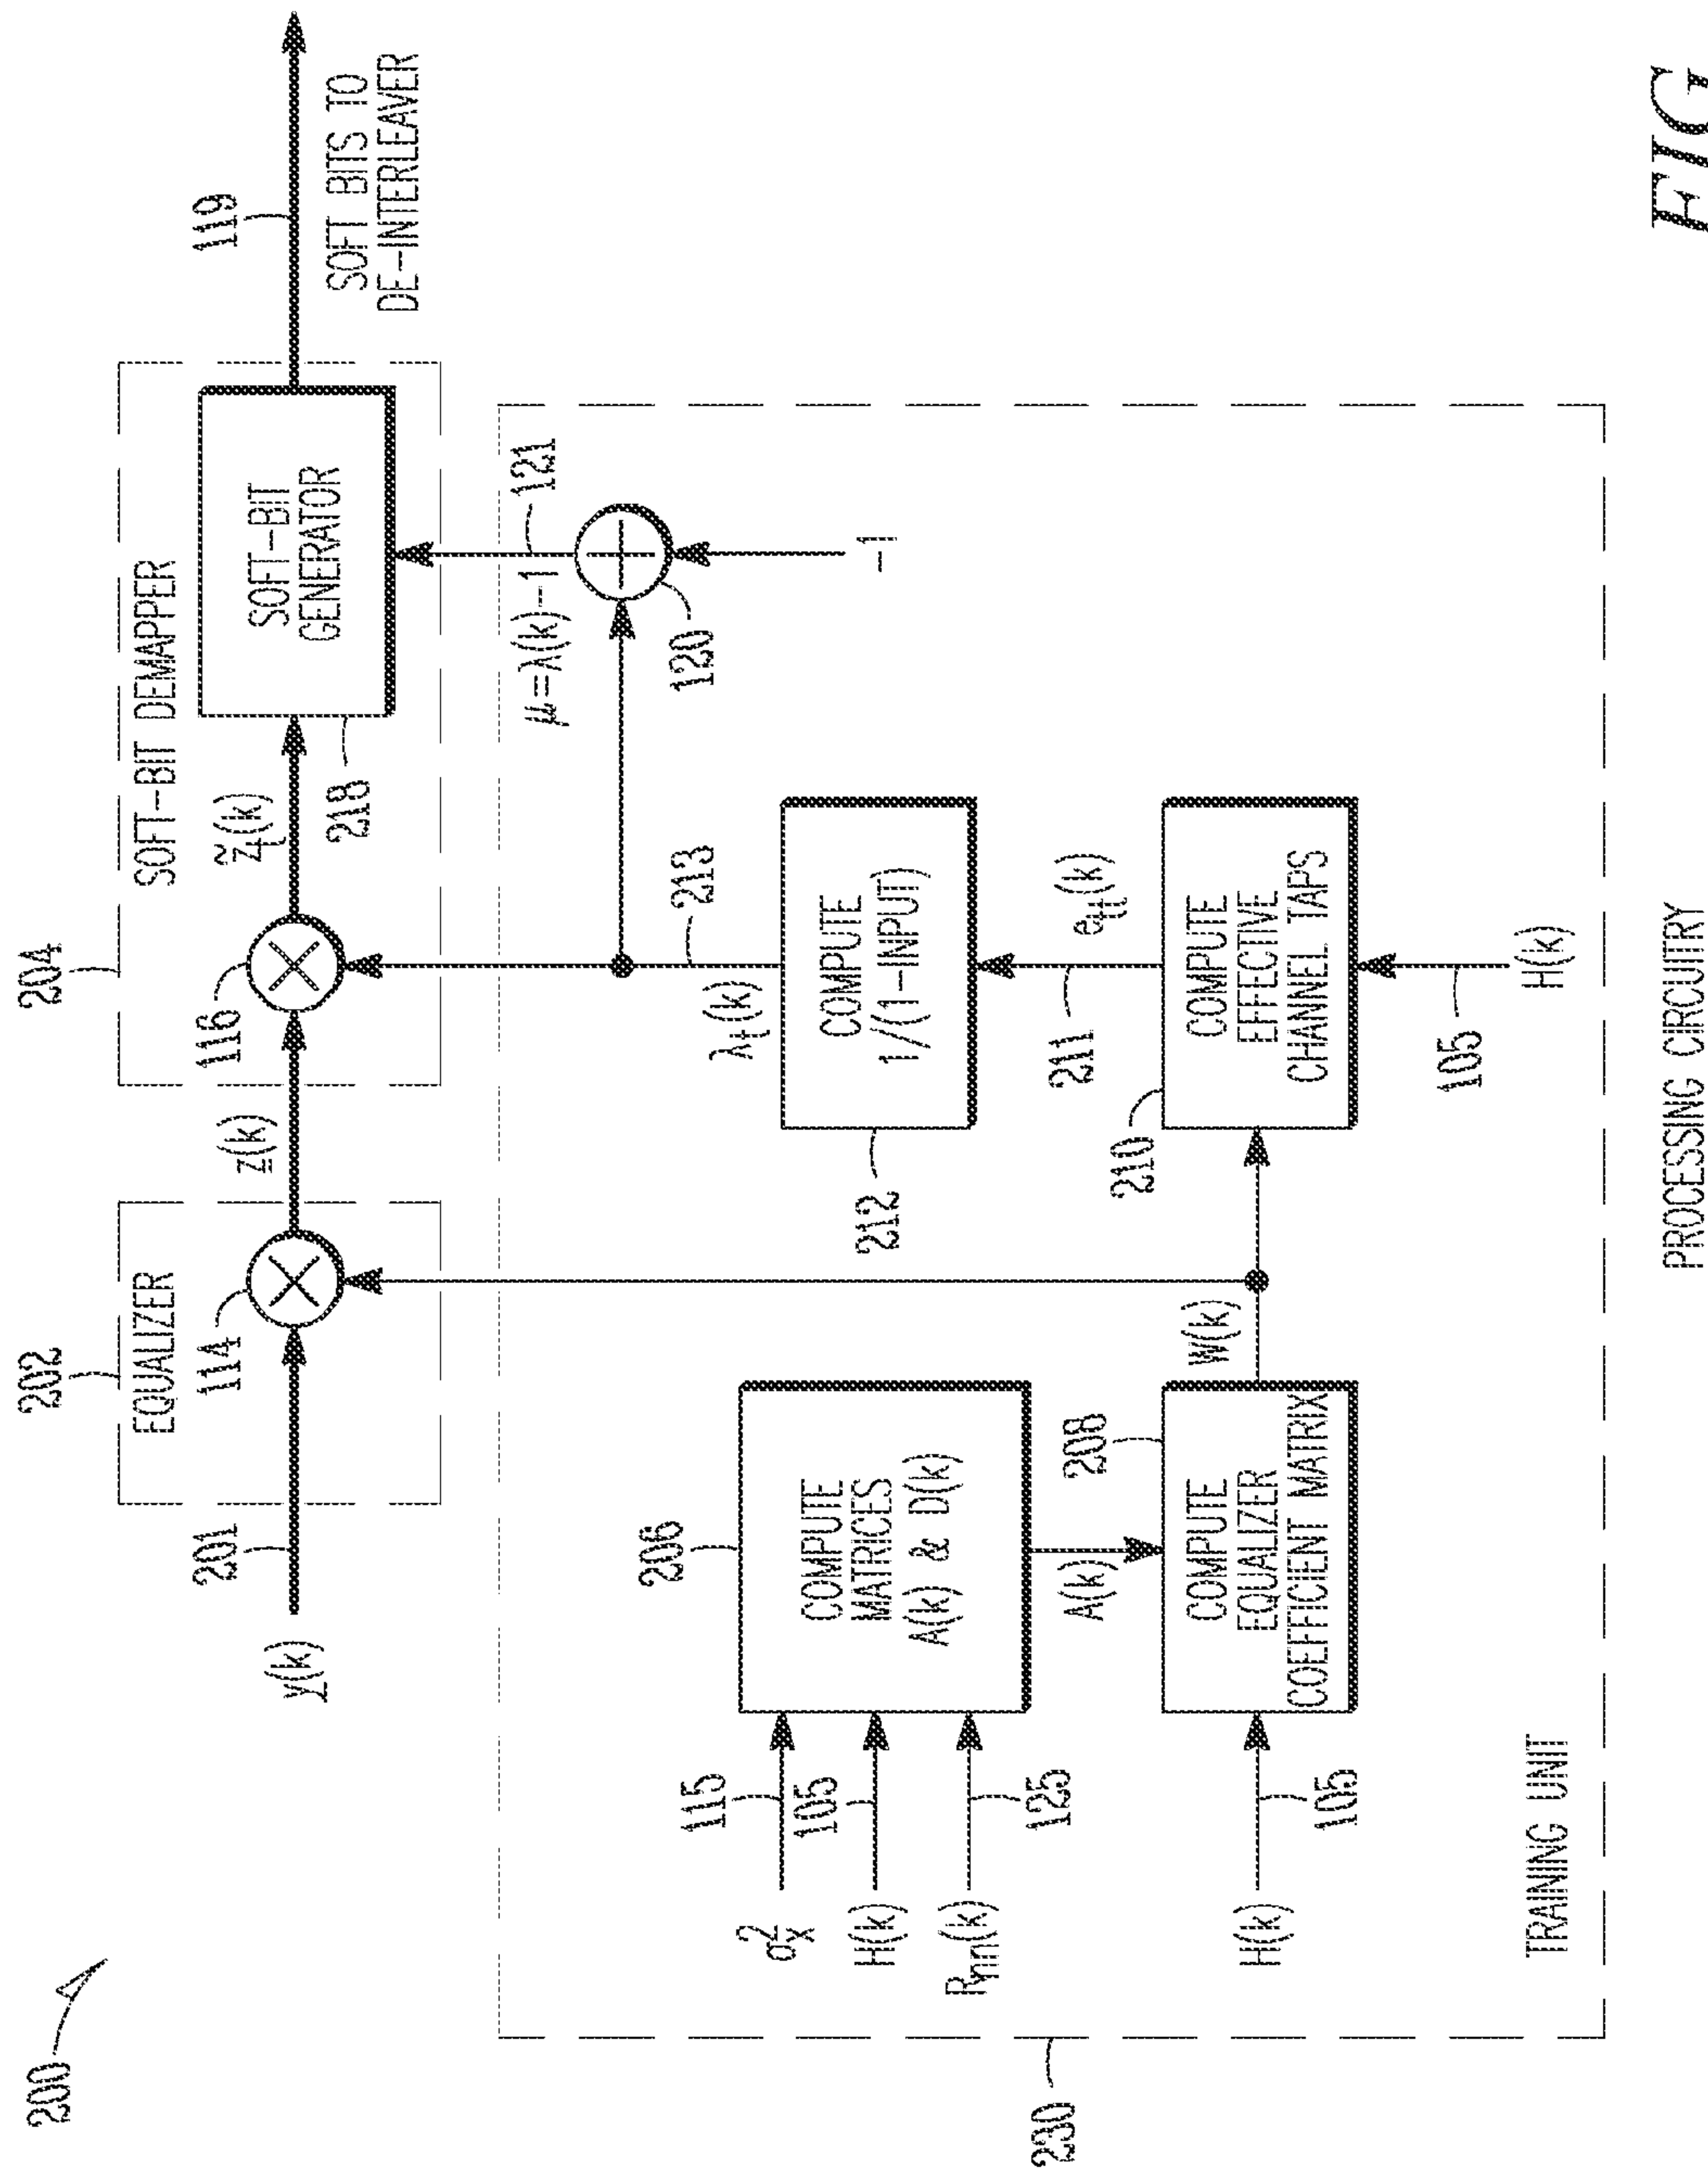 200
202
EQUALIZER
114
204
SOFT-BIT DEMAPPER
116
y(k)
201
z(k)
z̃t(k)
SOFT-BIT
GENERATOR
218
119
SOFT BITS TO
DE-INTERLEAVER
μ=λ(k)-1
121
120
-1
λt(k)
213
COMPUTE
1/(1-INPUT)
212
211
ett(k)
COMPUTE
EFFECTIVE
CHANNEL TAPS
210
105
H(k)
σ²x
115
H(k)
105
Rnn(k)
125
206
COMPUTE
MATRICES
A(k) & D(k)
A(k)
208
COMPUTE
EQUALIZER
COEFFICIENT MATRIX
W(k)
H(k)
105
TRAINING UNIT
230
PROCESSING CIRCUITRY
FIG